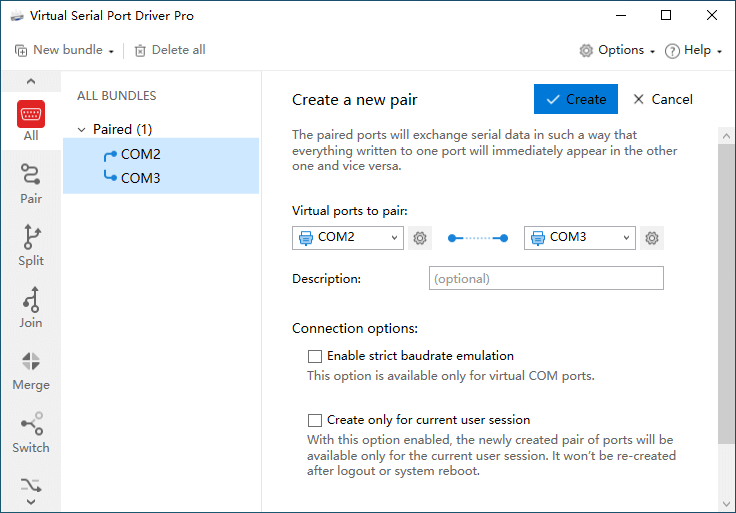 Virtual Serial Port Driver Pro
New bundle
Delete all
Options
Help
All
Pair
Split
Join
Merge
Switch
ALL BUNDLES
Paired (1)
COM2
COM3
Create a new pair
Create
Cancel
The paired ports will exchange serial data in such a way that
everything written to one port will immediately appear in the other
one and vice versa.
Virtual ports to pair:
COM2
COM3
Description:
(optional)
Connection options:
Enable strict baudrate emulation
This option is available only for virtual COM ports.
Create only for current user session
With this option enabled, the newly created pair of ports will be
available only for the current user session. It won't be re-created
after logout or system reboot.